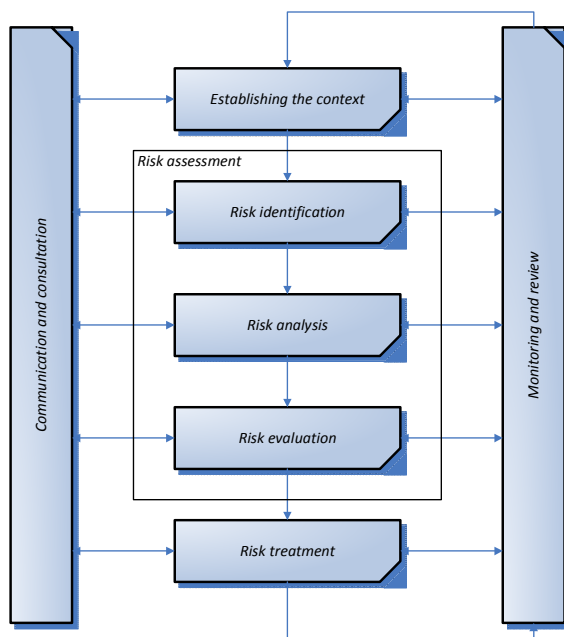 Establishing the context
Risk assessment
Risk identification
Risk analysis
Risk evaluation
Risk treatment
Communication and consultation
Monitoring and review